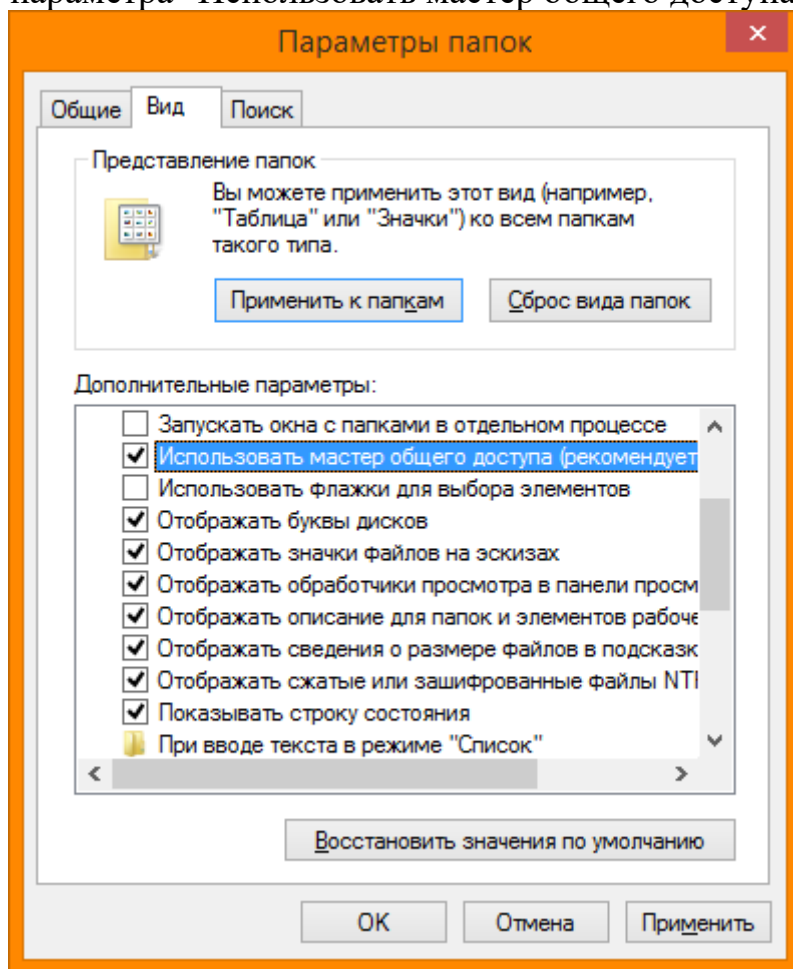 параметра "Использовать мастер общего доступа
Параметры папок
Общие Вид Поиск
Представление папок
Вы можете применить этот вид (например,
"Таблица" или "Значки") ко всем папкам
такого типа.
Применить к папкам Сброс вида папок
Дополнительные параметры:
Запускать окна с папками в отдельном процессе
Использовать мастер общего доступа (рекомендует
Использовать флажки для выбора элементов
Отображать буквы дисков
Отображать значки файлов на эскизах
Отображать обработчики просмотра в панели просм
Отображать описание для папок и элементов рабоче
Отображать сведения о размере файлов в подсказк
Отображать сжатые или зашифрованные файлы NTF
Показывать строку состояния
При вводе текста в режиме "Список"
Восстановить значения по умолчанию
OK Отмена Применить